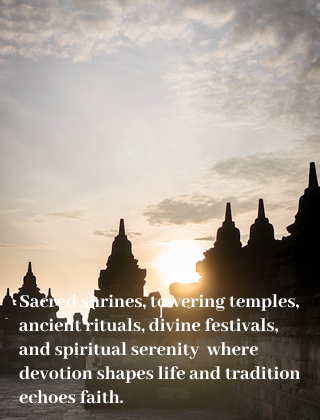 Sacred shrines, towering temples,
ancient rituals, divine festivals,
and spiritual serenity where
devotion shapes life and tradition
echoes faith.